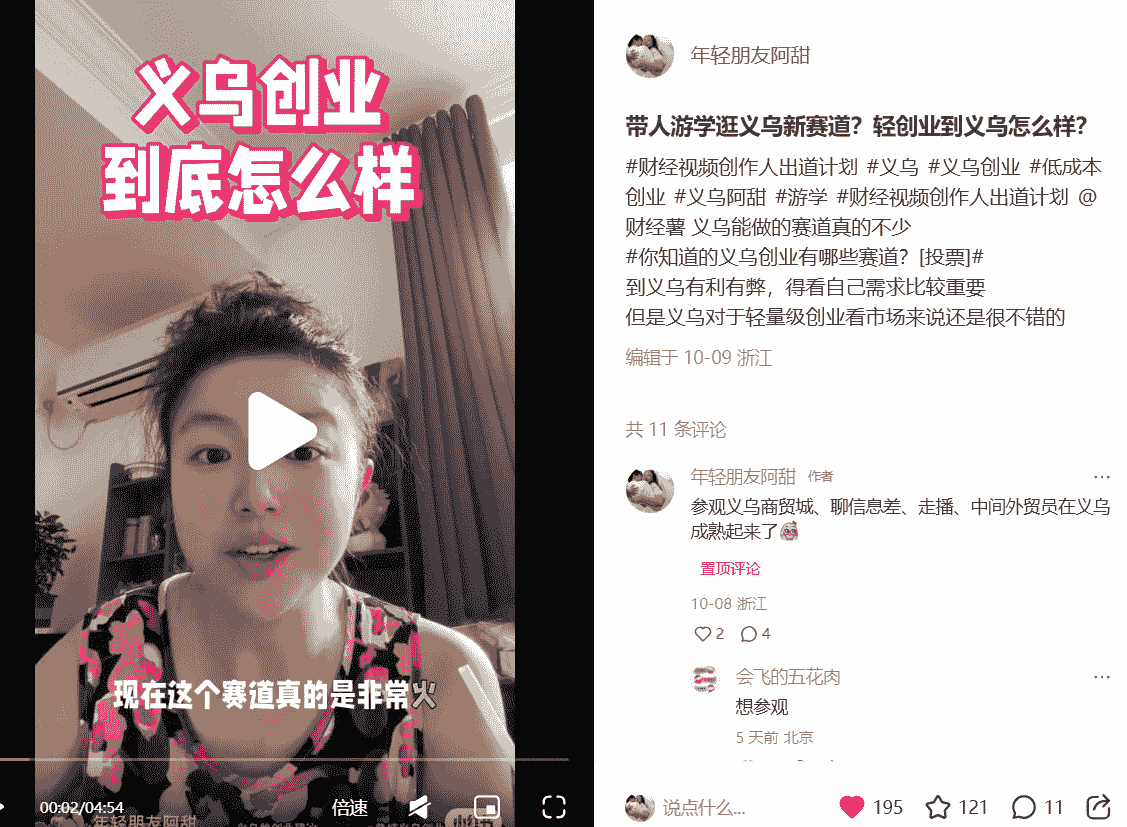 义乌创业
到底怎么样
现在这个赛道真的是非常火
00:02/04:54
倍速
年轻朋友阿甜
年轻朋友阿甜
带人游学逛义乌新赛道？轻创业到义乌怎么样？
#财经视频创作人出道计划 #义乌 #义乌创业 #低成本
创业 #义乌阿甜 #游学 #财经视频创作人出道计划 @
财经薯 义乌能做的赛道真的不少
#你知道的义乌创业有哪些赛道？[投票]#
到义乌有利有弊，得看自己需求比较重要
但是义乌对于轻量级创业看市场来说还是很不错的
编辑于 10-09 浙江
共 11 条评论
年轻朋友阿甜 作者
参观义乌商贸城、聊信息差、走播、中间外贸员在义乌
成熟起来了
置顶评论
10-08 浙江
2 4
会飞的五花肉
想参观
5 天前 北京
说点什么...
195 121 11